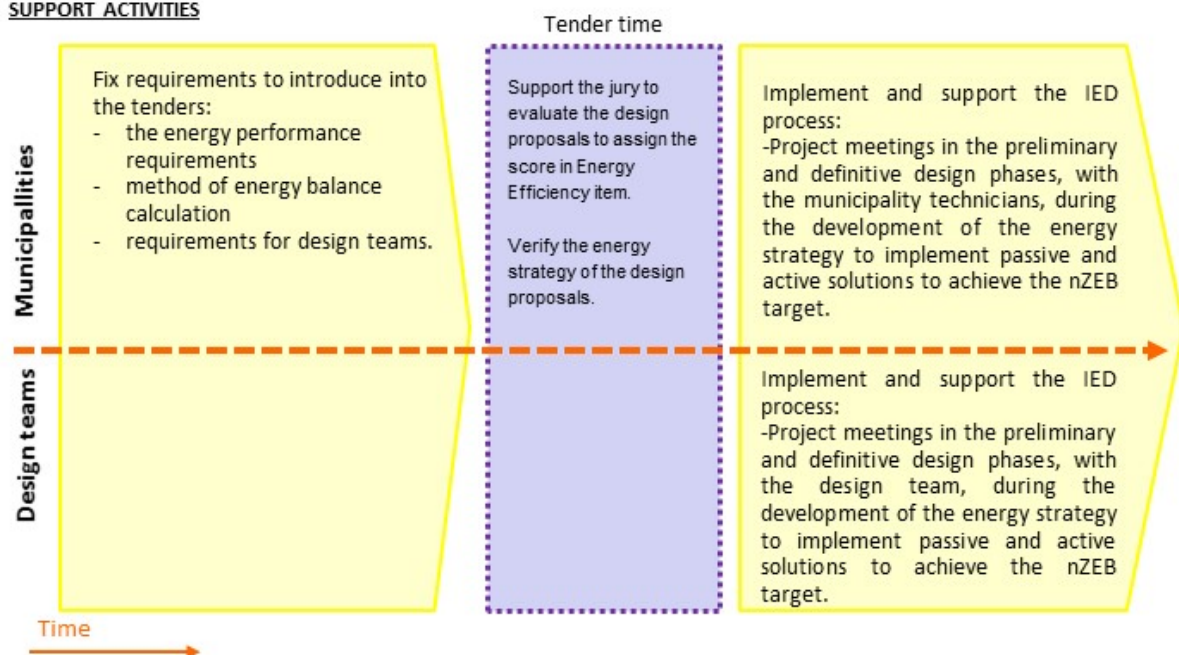 SUPPORT ACTIVITIES
Tender time
Municipallities
Fix requirements to introduce into
the tenders:
- the energy performance
requirements
- method of energy balance
calculation
- requirements for design teams.
Support the jury to
evaluate the design
proposals to assign the
score in Energy
Efficiency item.
Verify the energy
strategy of the design
proposals.
Implement and support the IED
process:
-Project meetings in the preliminary
and definitive design phases, with
the municipality technicians, during
the development of the energy
strategy to implement passive and
active solutions to achieve the nZEB
target.
Design teams
Implement and support the IED
process:
-Project meetings in the preliminary
and definitive design phases, with
the design team, during the
development of the energy strategy
to implement passive and active
solutions to achieve the nZEB
target.
Time